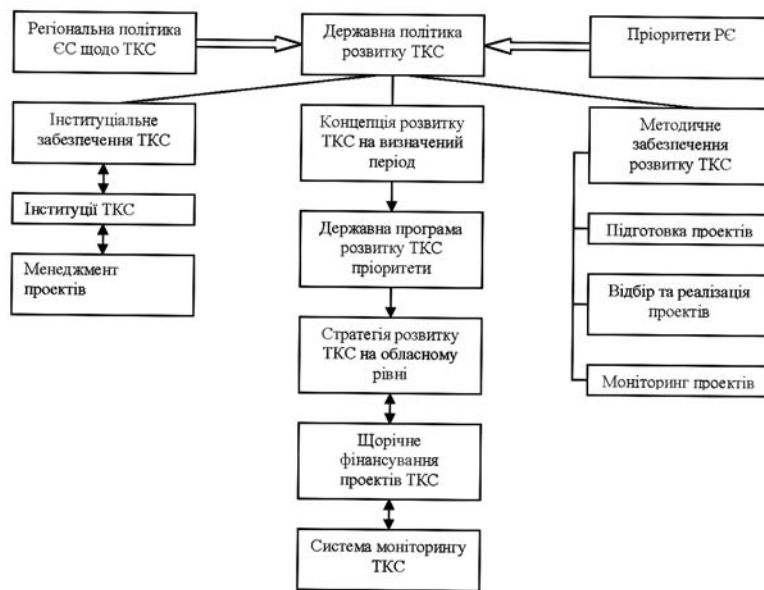 Регіональна політика
ЄС щодо ТКС
Державна політика
розвитку ТКС
Пріоритети РЄ
Інституціальне
забезпечення ТКС
Інституції ТКС
Менеджмент
проектів
Концепція розвитку
ТКС на визначений
період
Державна програма
розвитку ТКС
пріоритети
Стратегія розвитку
ТКС на обласному
рівні
Щорічне
фінансування
проектів ТКС
Система моніторингу
ТКС
Методичне
забезпечення
розвитку ТКС
Підготовка проектів
Відбір та реалізація
проектів
Моніторинг проектів